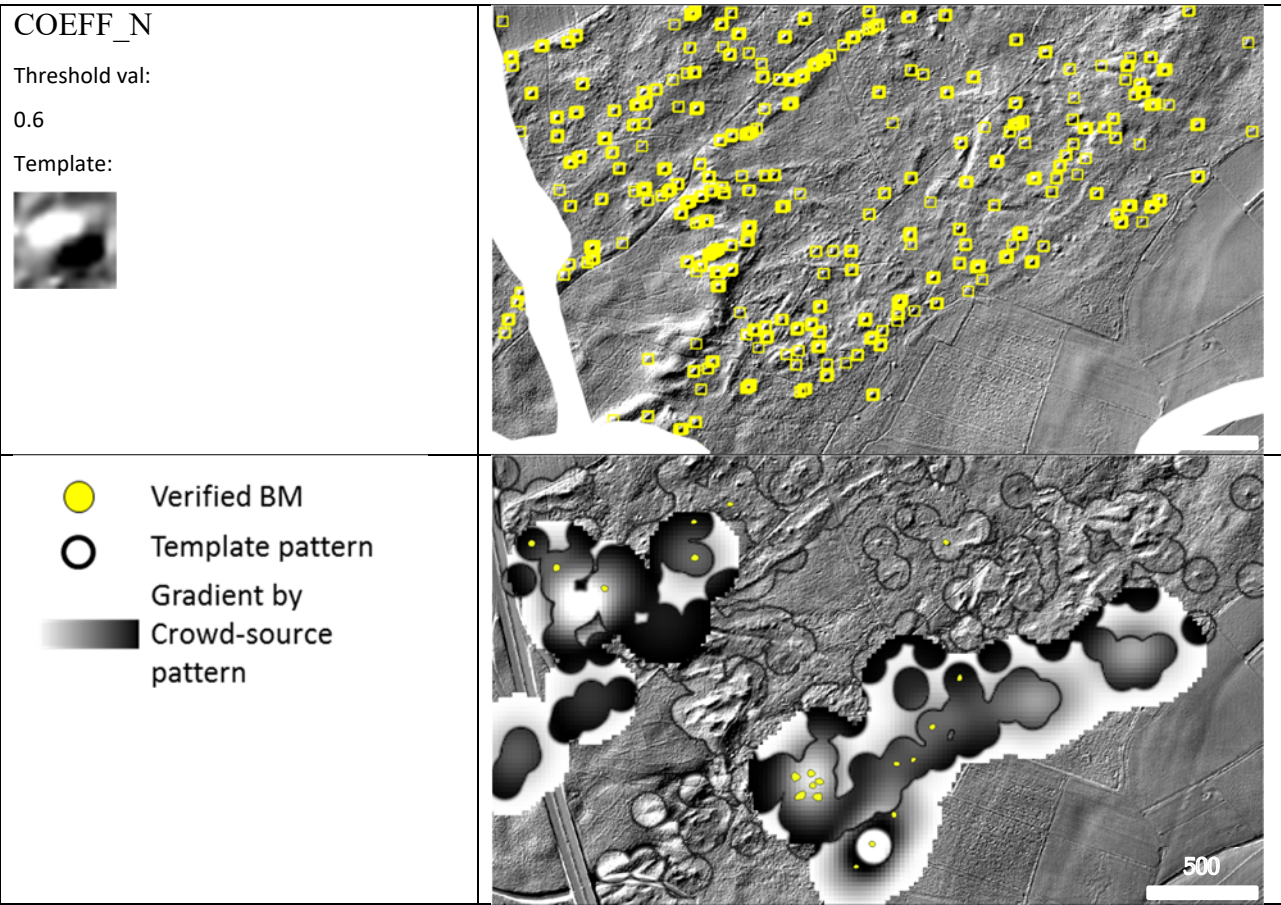 COEFF_N
Threshold val:
0.6
Template:
Verified BM
Template pattern
Gradient by
Crowd-source
pattern
500